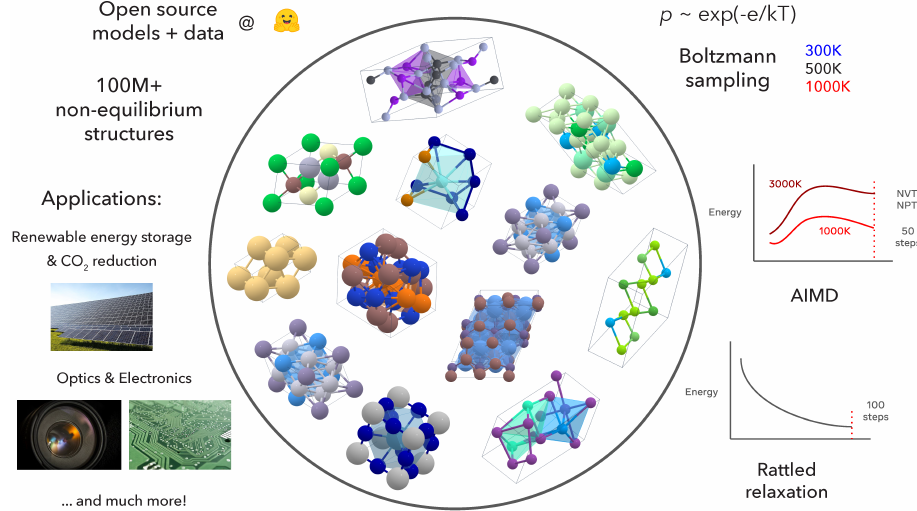 Open source
models + data @
100M+
non-equilibrium
structures
Applications:
Renewable energy storage
& CO2 reduction
Optics & Electronics
... and much more!
p ~ exp(-e/kT)
Boltzmann
sampling
300K
500K
1000K
Energy
3000K
1000K
NVT
NPT
50
steps
AIMD
Energy
100
steps
Rattled
relaxation